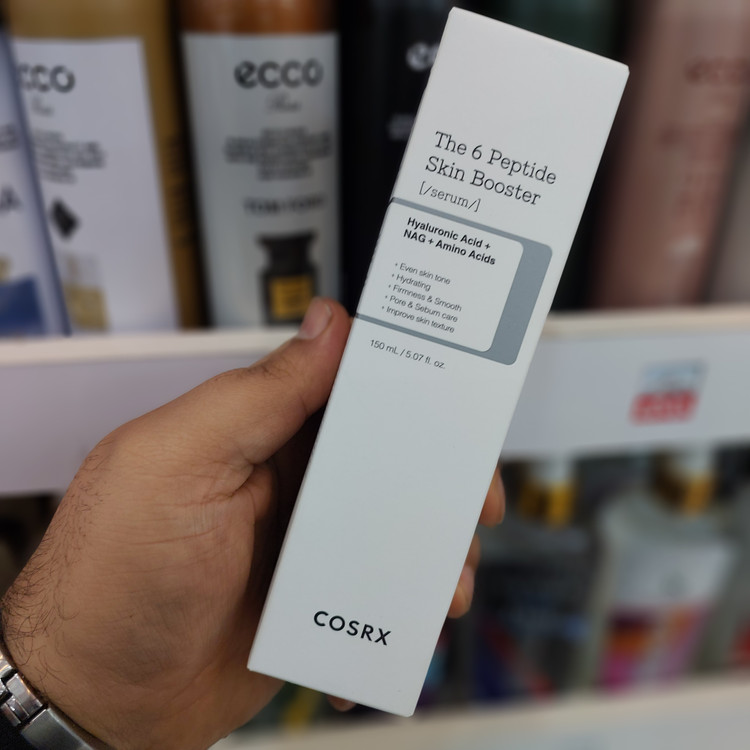 The 6 Peptide
Skin Booster
[/serum/]
Hyaluronic Acid +
NAG + Amino Acids
• Even skin tone
• Hydrating
• Firmness & Smooth
• Pore & Sebum care
• Improve skin texture
150 mL / 5.07 fl. oz.
COSRX
ecco